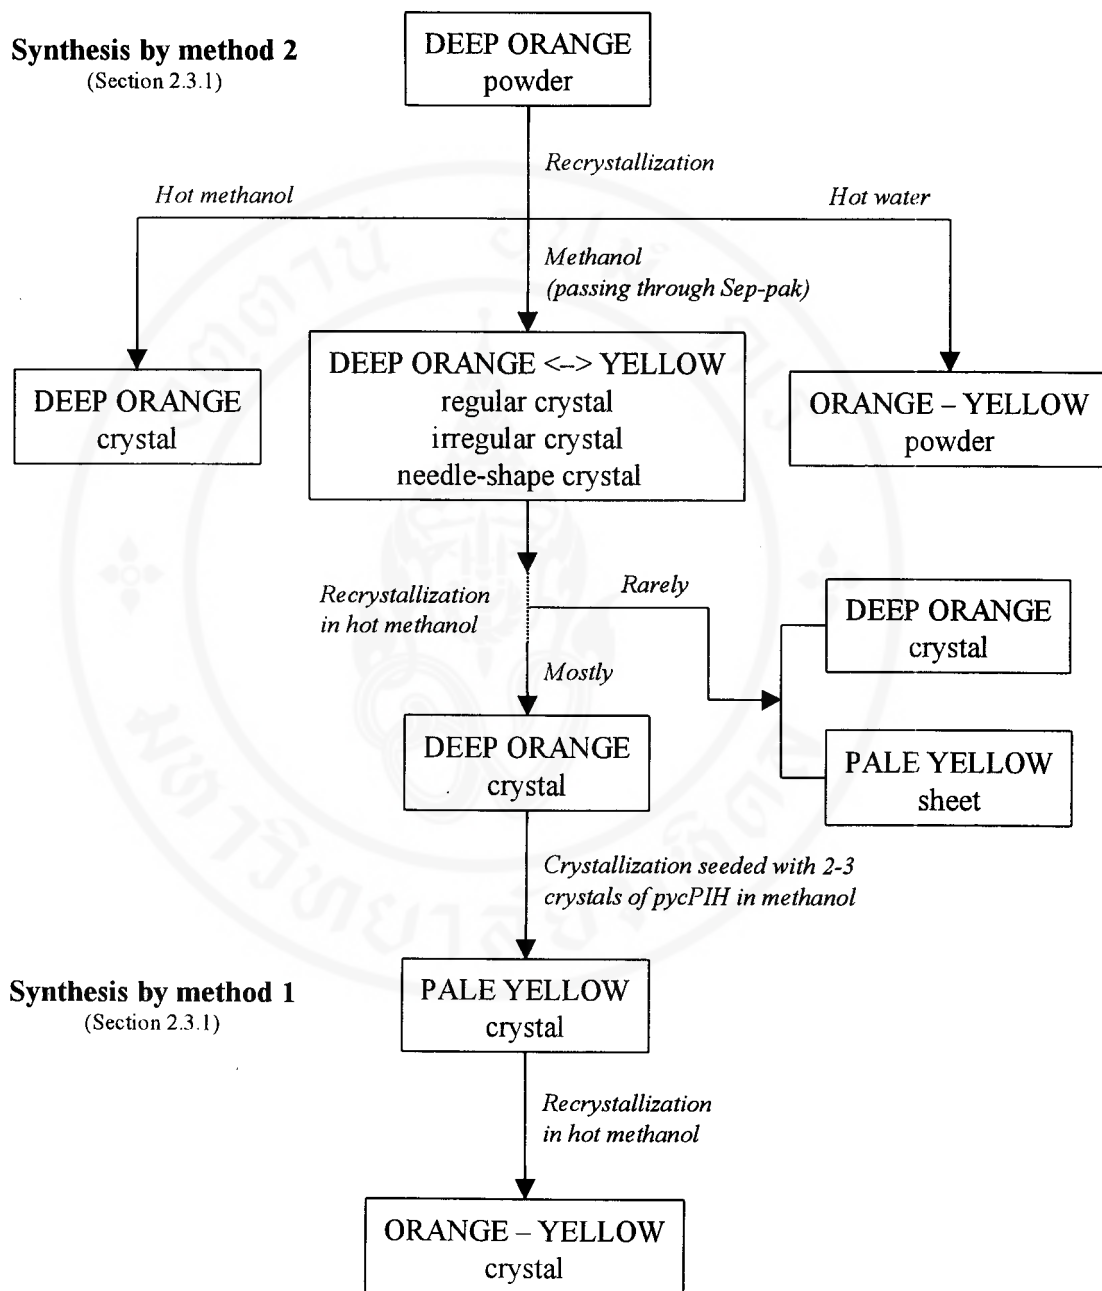 Synthesis by method 2
(Section 2.3.1)
DEEP ORANGE
powder
Recrystallization
Hot methanol
Hot water
Methanol
(passing through Sep-pak)
DEEP ORANGE
crystal
DEEP ORANGE <--> YELLOW
regular crystal
irregular crystal
needle-shape crystal
ORANGE – YELLOW
powder
Recrystallization
in hot methanol
Rarely
Mostly
DEEP ORANGE
crystal
PALE YELLOW
sheet
DEEP ORANGE
crystal
Crystallization seeded with 2-3
crystals of pycPIH in methanol
Synthesis by method 1
(Section 2.3.1)
PALE YELLOW
crystal
Recrystallization
in hot methanol
ORANGE – YELLOW
crystal